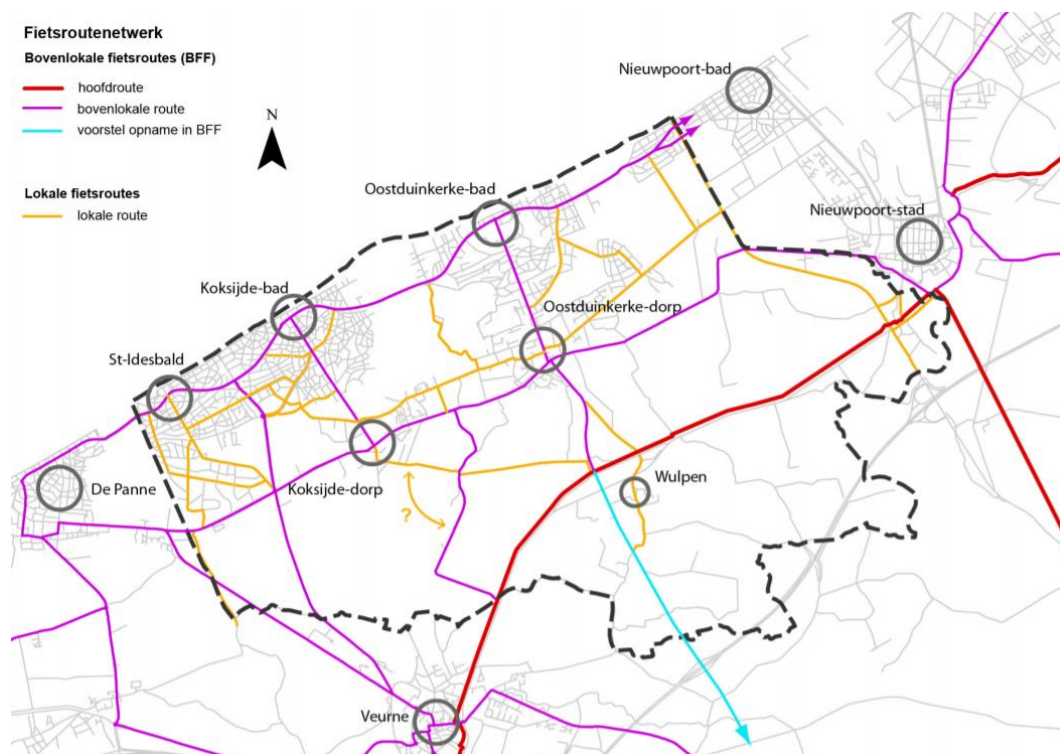 Fietsroutenetwerk
Bovenlokale fietsroutes (BFF)
hoofdroute
bovenlokale route
voorstel opname in BFF
Lokale fietsroutes
lokale route
N
Nieuwpoort-bad
Oostduinkerke-bad
Nieuwpoort-stad
Koksijde-bad
Oostduinkerke-dorp
St-Idesbald
De Panne
Koksijde-dorp
Wulpen
?
Veurne